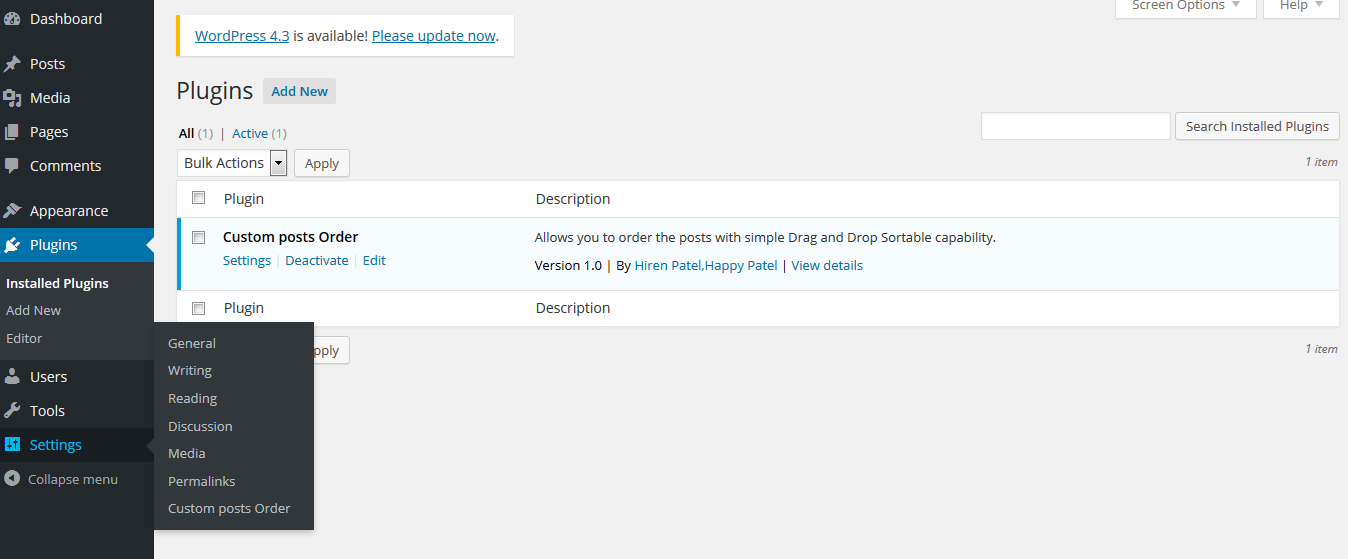 Dashboard
Posts
Media
Pages
Comments
Appearance
Plugins
Installed Plugins
Add New
Editor
Users
Tools
Settings
Collapse menu
General
Writing
Reading
Discussion
Media
Permalinks
Custom posts Order
Screen Options Help
WordPress 4.3 is available! Please update now.
Plugins Add New
All (1) | Active (1)
Search Installed Plugins
Bulk Actions Apply
1 item
Plugin Description
Custom posts Order Allows you to order the posts with simple Drag and Drop Sortable capability.
Settings | Deactivate | Edit Version 1.0 | By Hiren Patel,Happy Patel | View details
Plugin Description
pply
1 item